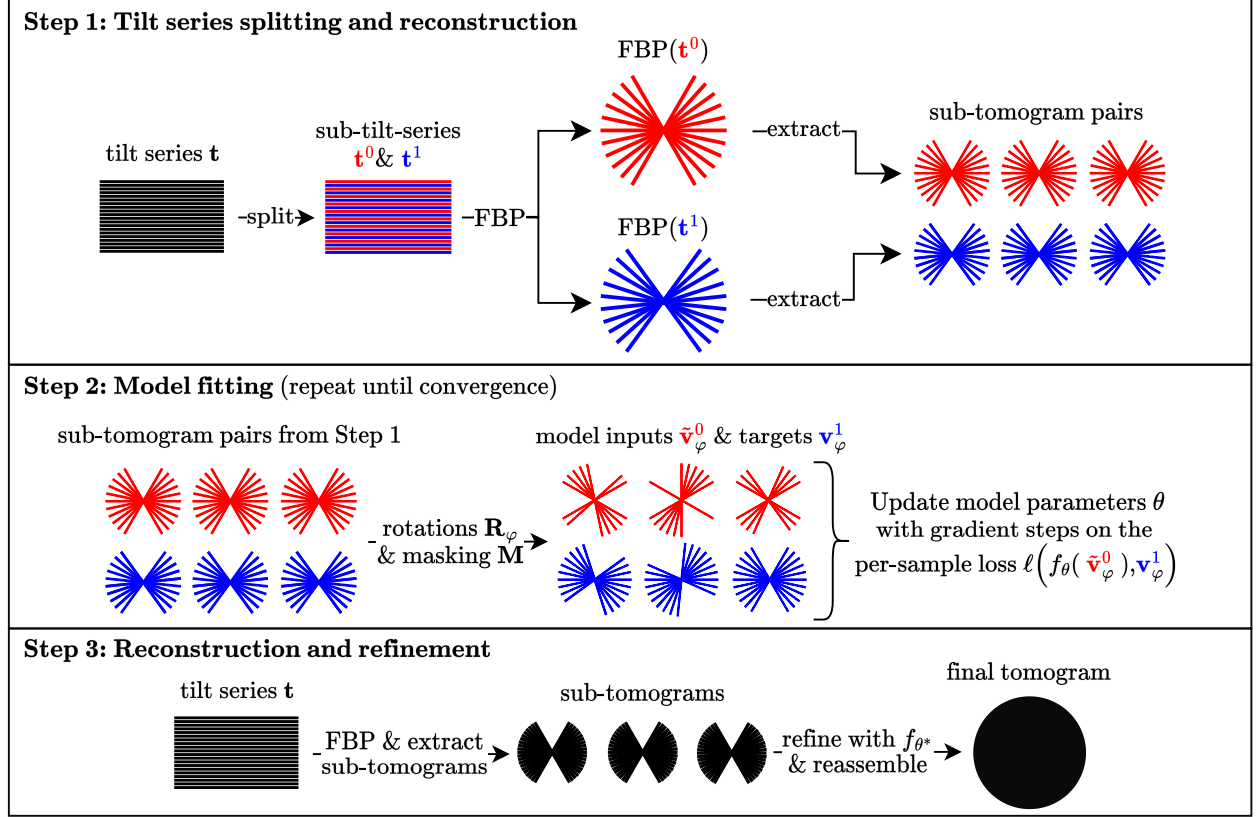 Step 1: Tilt series splitting and reconstruction
tilt series t
–split→
sub-tilt-series
t⁰ & t¹
–FBP
FBP(t⁰)
FBP(t¹)
–extract
–extract
sub-tomogram pairs
Step 2: Model fitting (repeat until convergence)
sub-tomogram pairs from Step 1
rotations R_φ
& masking M
model inputs ṽ⁰_φ & targets v¹_φ
Update model parameters θ
with gradient steps on the
per-sample loss ℓ(f_θ( ṽ⁰_φ ),v¹_φ)
Step 3: Reconstruction and refinement
tilt series t
FBP & extract
sub-tomograms
sub-tomograms
refine with f_θ*
& reassemble
final tomogram